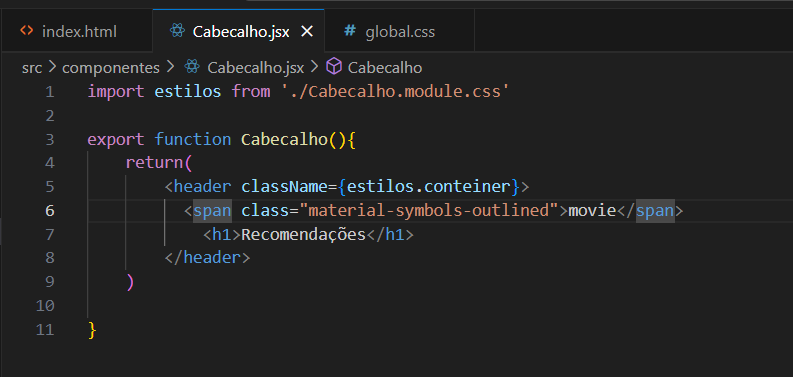 index.html Cabecalho.jsx global.css
src > componentes > Cabecalho.jsx > Cabecalho
1 import estilos from './Cabecalho.module.css'
2
3 export function Cabecalho(){
4 return(
5 <header className={estilos.conteiner}>
6 <span class="material-symbols-outlined">movie</span>
7 <h1>Recomendações</h1>
8 </header>
9 )
10
11 }